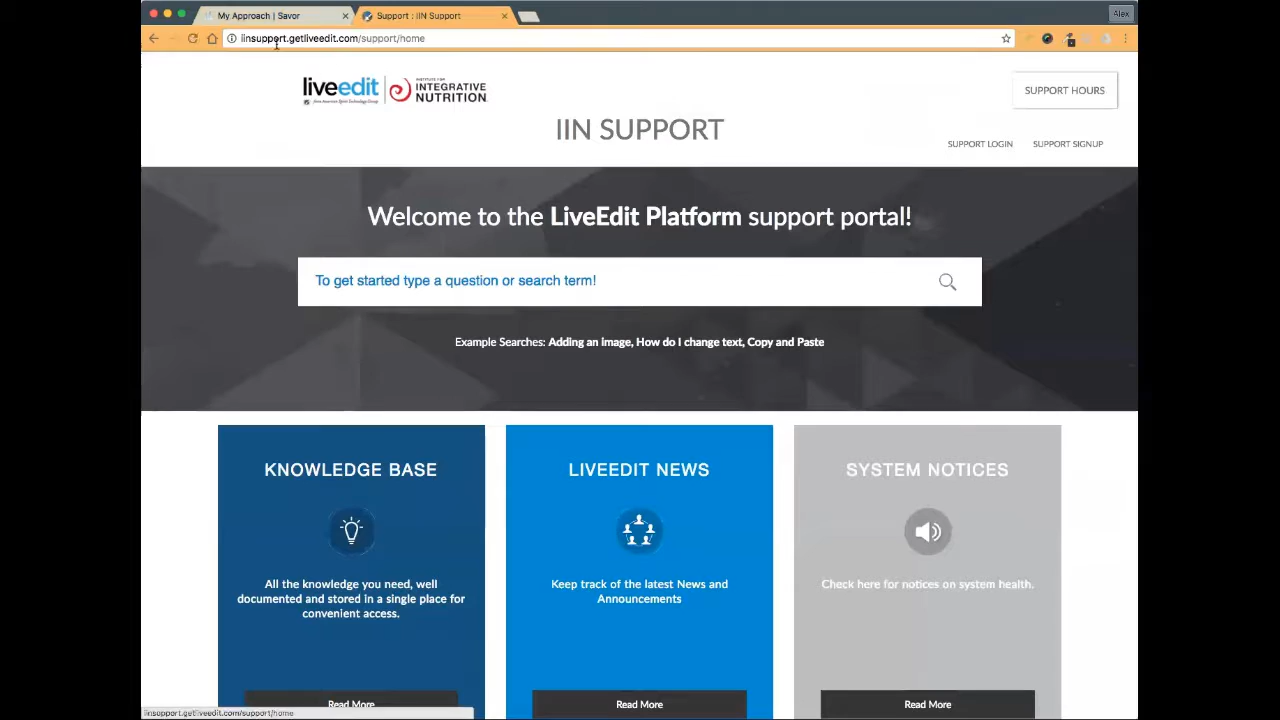 My Approach | Savor
Support : IIN Support
Alex
iinsupport.getliveedit.com/support/home
liveedit
INSTITUTE FOR
INTEGRATIVE
NUTRITION
SUPPORT HOURS
IIN SUPPORT
SUPPORT LOGIN
SUPPORT SIGNUP
Welcome to the LiveEdit Platform support portal!
To get started type a question or search term!
Example Searches: Adding an image, How do I change text, Copy and Paste
KNOWLEDGE BASE
All the knowledge you need, well
documented and stored in a single place for
convenient access.
Read More
LIVEEDIT NEWS
Keep track of the latest News and
Announcements
Read More
SYSTEM NOTICES
Check here for notices on system health.
Read More
iinsupport.getliveedit.com/support/home